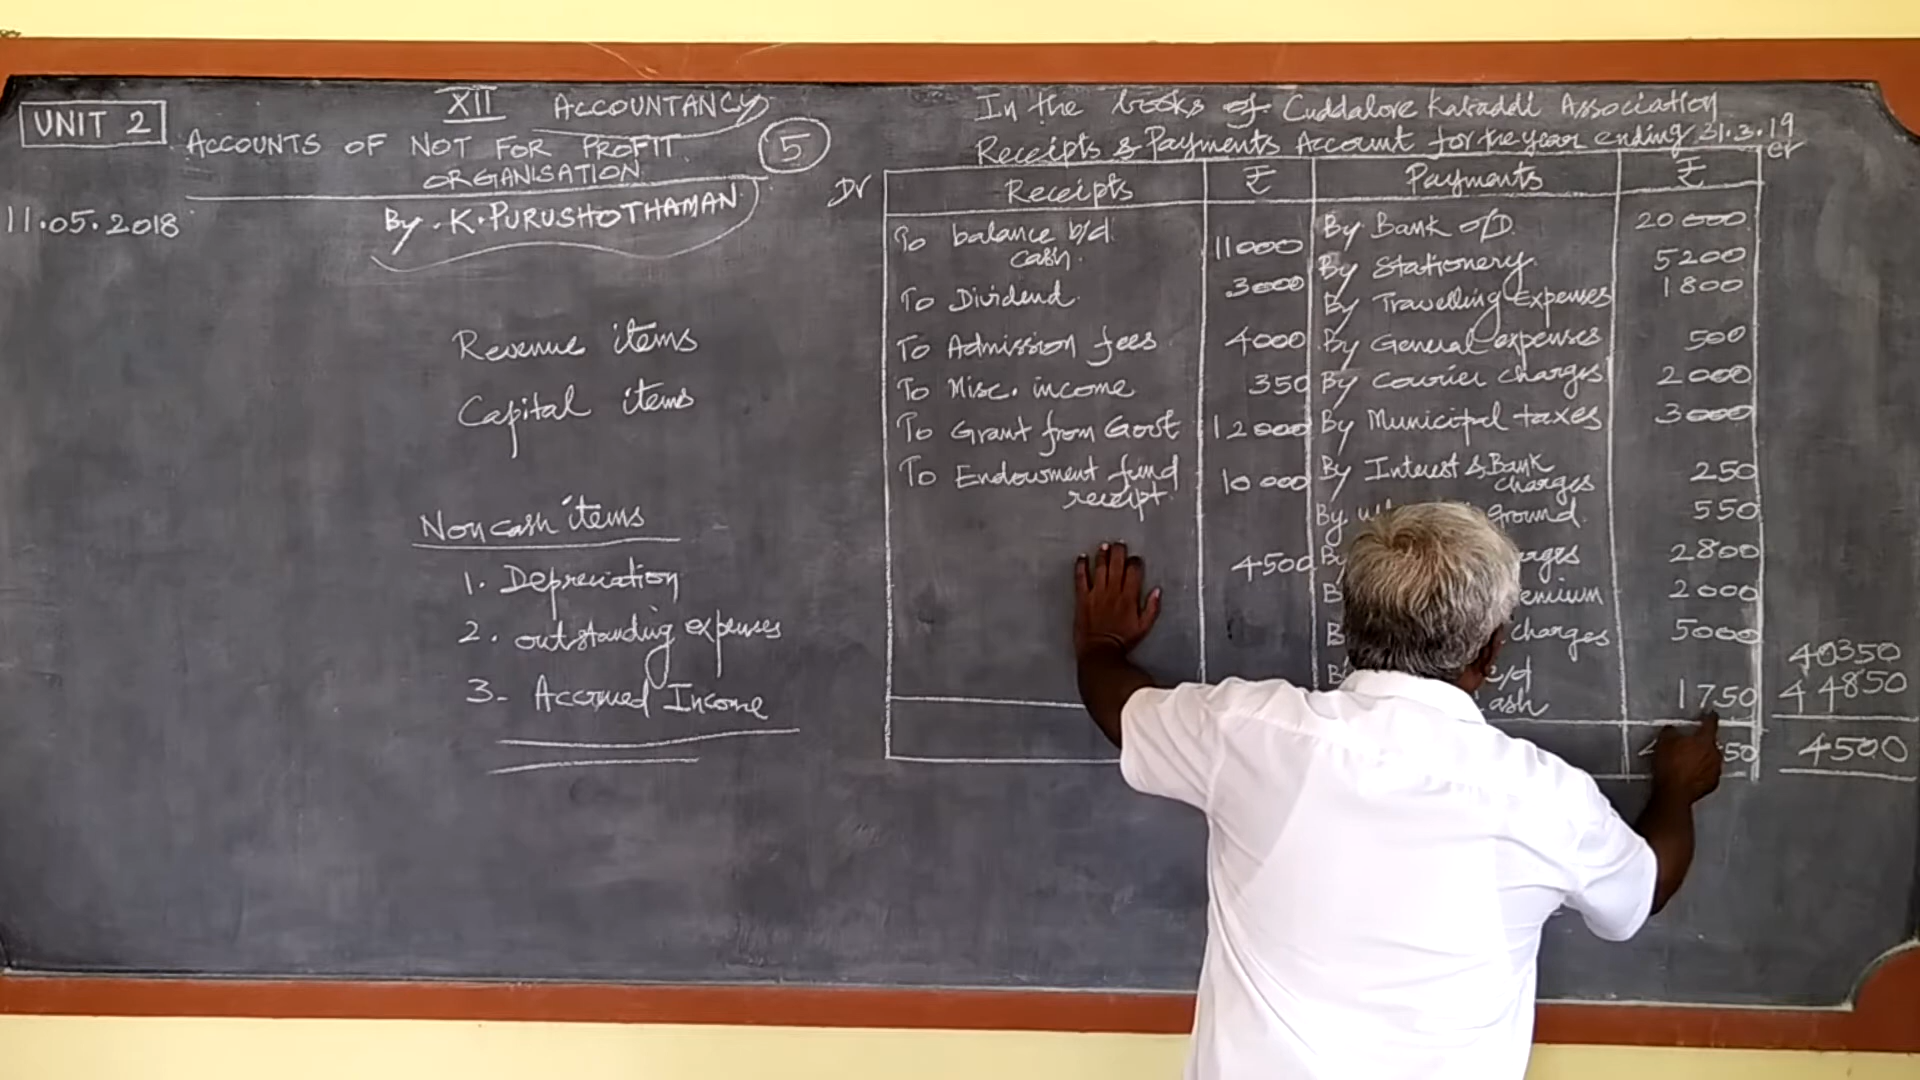 UNIT 2
XII ACCOUNTANCY
ACCOUNTS OF NOT FOR PROFIT
ORGANISATION
5
11.05.2018
By. K. PURUSHOTHAMAN
Revenue items
Capital items
Non cash items
1. Depreciation
2. outstanding expenses
3- Accrued Income
In the books of Cuddalore Kabaddi Association
Receipts & Payments Account for the year ending 31.3.19
Dr
cr
Receipts ₹ Payments ₹
To balance b/d
cash. 11000
By Bank O/D. 20000
By Stationery. 5200
To Dividend. 3000
By Travelling Expenses 1800
To Admission fees 4000
By General expenses 500
To Misc. income 350
By Courier charges 2000
To Grant from Govt 12000
By Municipal taxes 3000
To Endowment fund
receipt. 10000
By Interest & Bank
charges 250
By ground. 550
4500
2800
2000
charges 5000
c/d
cash 1750
50
40350
44850
4500